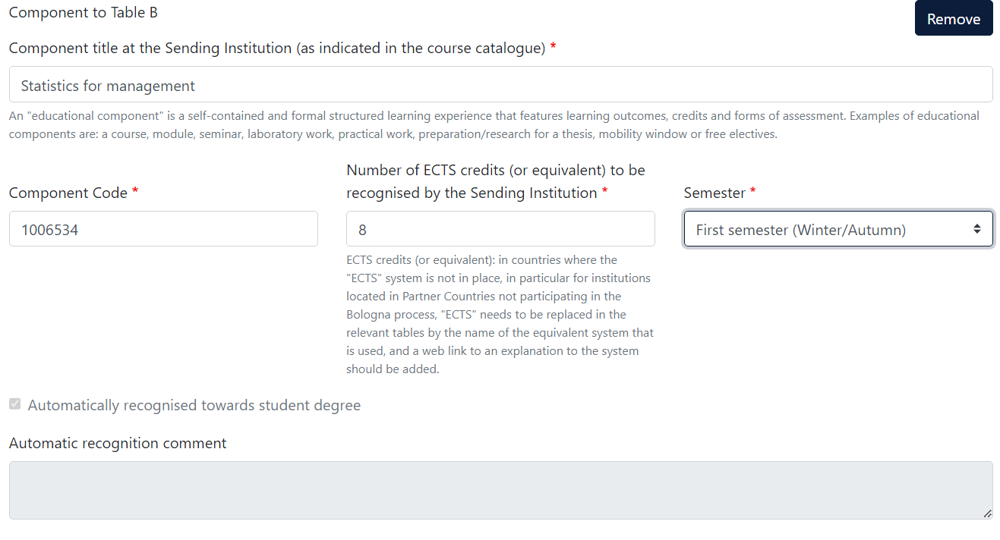 Component to Table B
Remove
Component title at the Sending Institution (as indicated in the course catalogue) *
Statistics for management
An "educational component" is a self-contained and formal structured learning experience that features learning outcomes, credits and forms of assessment. Examples of educational
components are: a course, module, seminar, laboratory work, practical work, preparation/research for a thesis, mobility window or free electives.
Component Code *
1006534
Number of ECTS credits (or equivalent) to be
recognised by the Sending Institution *
8
ECTS credits (or equivalent): in countries where the
"ECTS" system is not in place, in particular for institutions
located in Partner Countries not participating in the
Bologna process, "ECTS" needs to be replaced in the
relevant tables by the name of the equivalent system that
is used, and a web link to an explanation to the system
should be added.
Semester *
First semester (Winter/Autumn)
Automatically recognised towards student degree
Automatic recognition comment